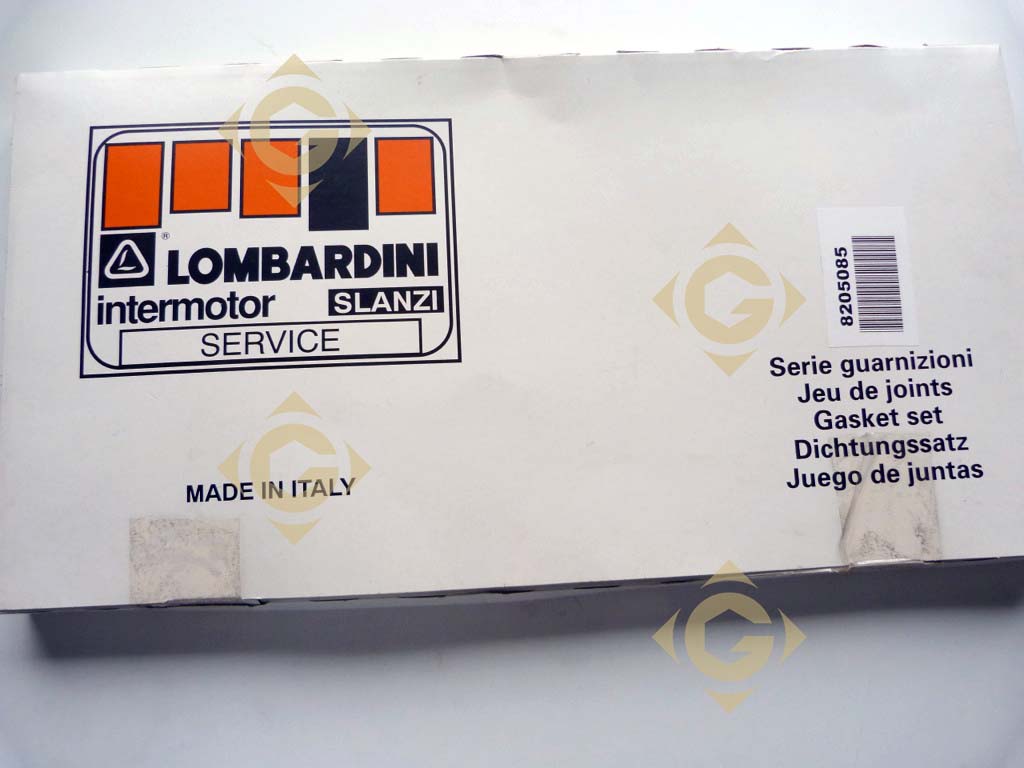 ® LOMBARDINI
intermotor SLANZI
SERVICE
MADE IN ITALY
8205085
Serie guarnizioni
Jeu de joints
Gasket set
Dichtungssatz
Juego de juntas
G
G
G
G